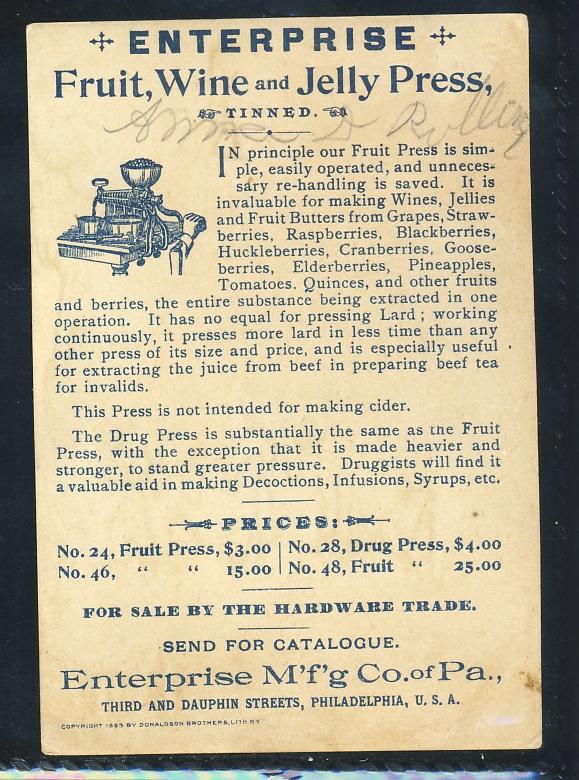 ENTERPRISE
Fruit, Wine and Jelly Press,
TINNED.
IN principle our Fruit Press is sim-
ple, easily operated, and unneces-
sary re-handling is saved. It is
invaluable for making Wines, Jellies
and Fruit Butters from Grapes, Straw-
berries, Raspberries, Blackberries,
Huckleberries, Cranberries, Goose-
berries, Elderberries, Pineapples,
Tomatoes, Quinces, and other fruits
and berries, the entire substance being extracted in one
operation. It has no equal for pressing Lard; working
continuously, it presses more lard in less time than any
other press of its size and price, and is especially useful
for extracting the juice from beef in preparing beef tea
for invalids.
This Press is not intended for making cider.
The Drug Press is substantially the same as the Fruit
Press, with the exception that it is made heavier and
stronger, to stand greater pressure. Druggists will find it
a valuable aid in making Decoctions, Infusions, Syrups, etc.
PRICES:
No. 24, Fruit Press, $3.00 | No. 28, Drug Press, $4.00
No. 46, " " 15.00 | No. 48, Fruit " 25.00
FOR SALE BY THE HARDWARE TRADE.
SEND FOR CATALOGUE.
Enterprise M'f'g Co. of Pa.,
THIRD AND DAUPHIN STREETS, PHILADELPHIA, U. S. A.
COPYRIGHT 1883 BY DONALDSON BROTHERS, LITH NY